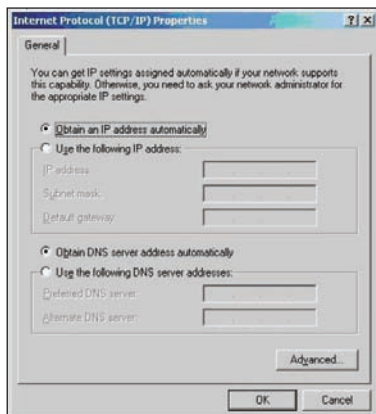 Internet Protocol (TCP/IP) Properties
General
You can get IP settings assigned automatically if your network supports
this capability. Otherwise, you need to ask your network administrator for
the appropriate IP settings.
Obtain an IP address automatically
Use the following IP address:
IP address:
Subnet mask:
Default gateway:
Obtain DNS server address automatically
Use the following DNS server addresses:
Preferred DNS server:
Alternate DNS server:
Advanced...
OK Cancel